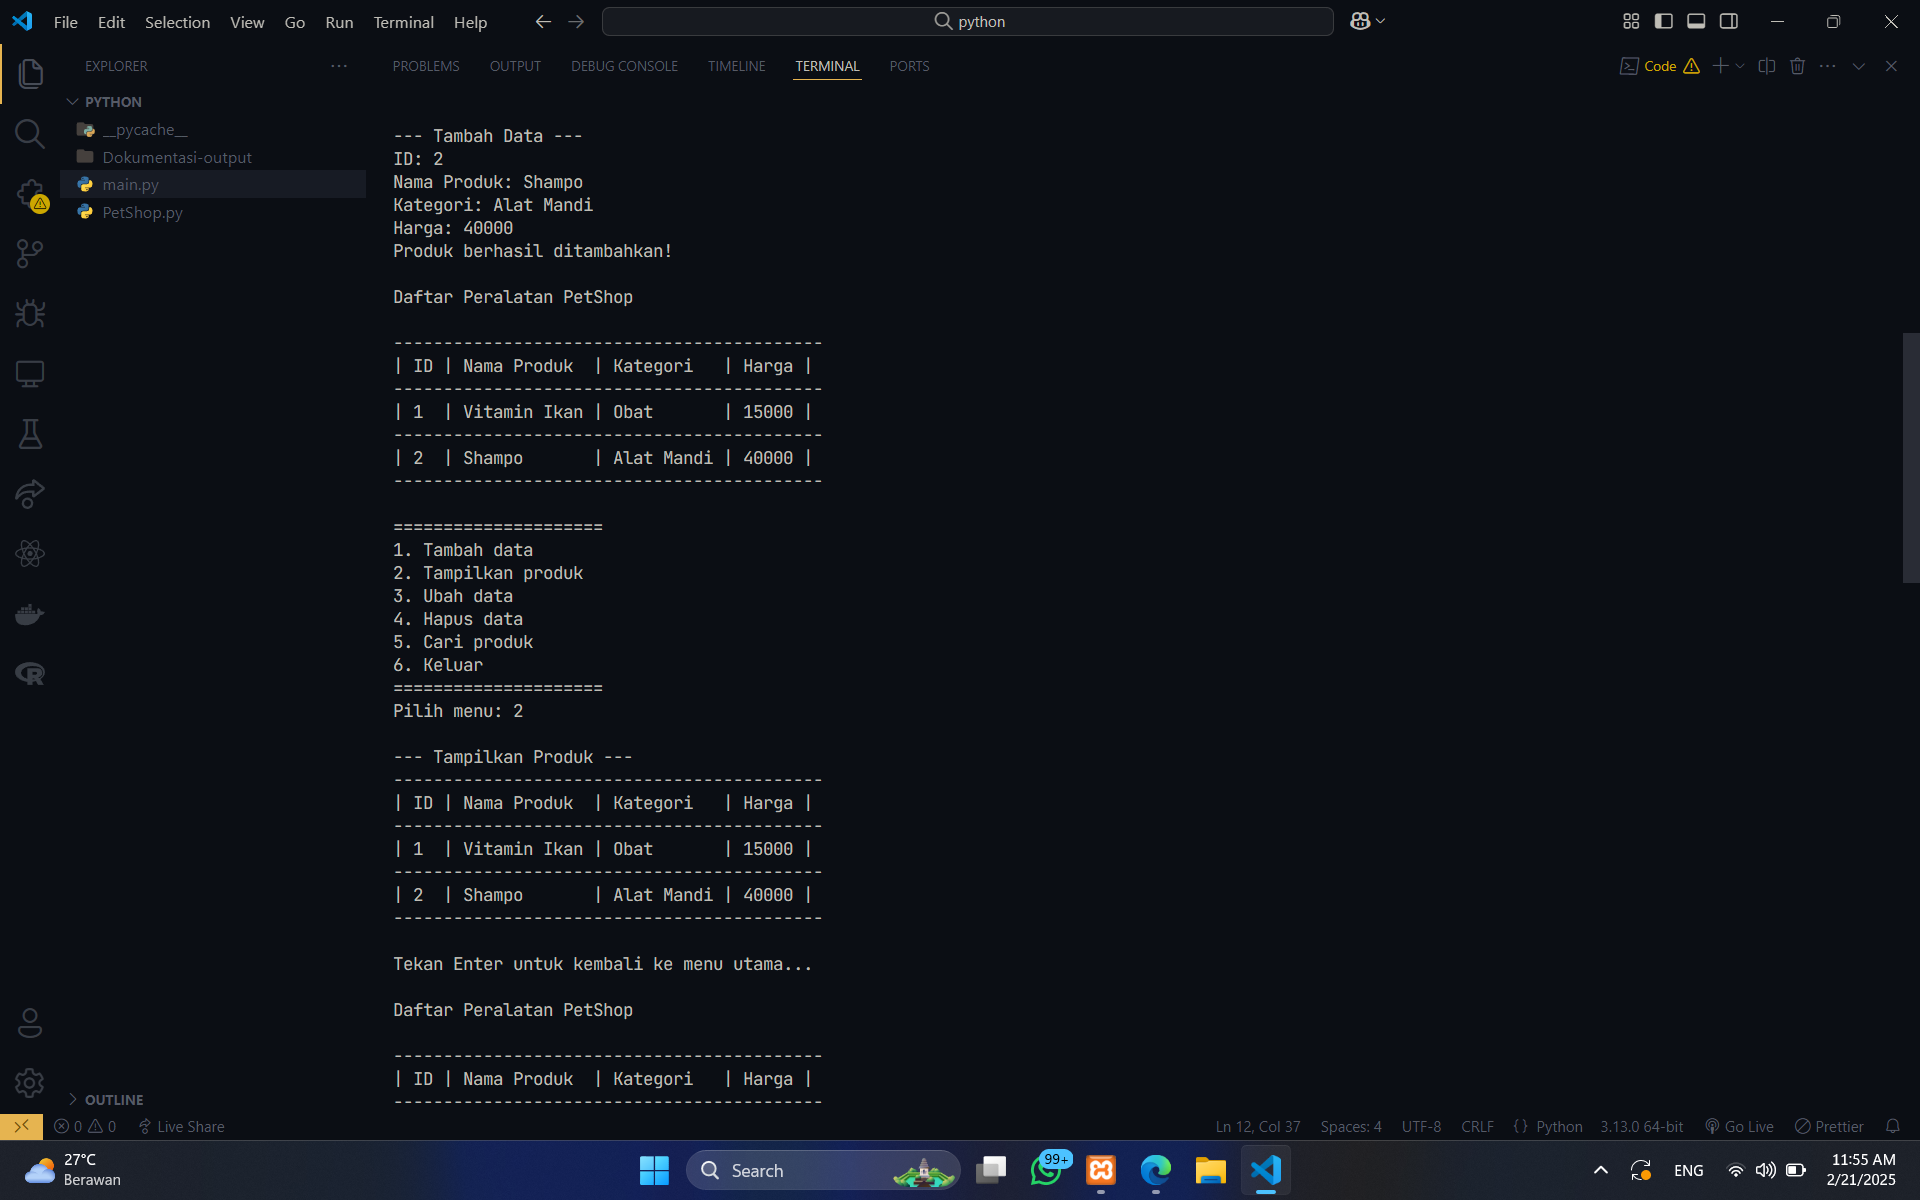 File Edit Selection View Go Run Terminal Help
python
EXPLORER
PROBLEMS OUTPUT DEBUG CONSOLE TIMELINE TERMINAL PORTS
Code
PYTHON
__pycache__
Dokumentasi-output
main.py
PetShop.py
--- Tambah Data ---
ID: 2
Nama Produk: Shampo
Kategori: Alat Mandi
Harga: 40000
Produk berhasil ditambahkan!
Daftar Peralatan PetShop
-------------------------------------------
| ID | Nama Produk  | Kategori   | Harga |
-------------------------------------------
| 1  | Vitamin Ikan | Obat       | 15000 |
-------------------------------------------
| 2  | Shampo       | Alat Mandi | 40000 |
-------------------------------------------
=====================
1. Tambah data
2. Tampilkan produk
3. Ubah data
4. Hapus data
5. Cari produk
6. Keluar
=====================
Pilih menu: 2
--- Tampilkan Produk ---
-------------------------------------------
| ID | Nama Produk  | Kategori   | Harga |
-------------------------------------------
| 1  | Vitamin Ikan | Obat       | 15000 |
-------------------------------------------
| 2  | Shampo       | Alat Mandi | 40000 |
-------------------------------------------
Tekan Enter untuk kembali ke menu utama...
Daftar Peralatan PetShop
-------------------------------------------
| ID | Nama Produk  | Kategori   | Harga |
-------------------------------------------
OUTLINE
0 0 Live Share
Ln 12, Col 37 Spaces: 4 UTF-8 CRLF {} Python 3.13.0 64-bit Go Live Prettier
27°C
Berawan
Search
99+
ENG
11:55 AM
2/21/2025